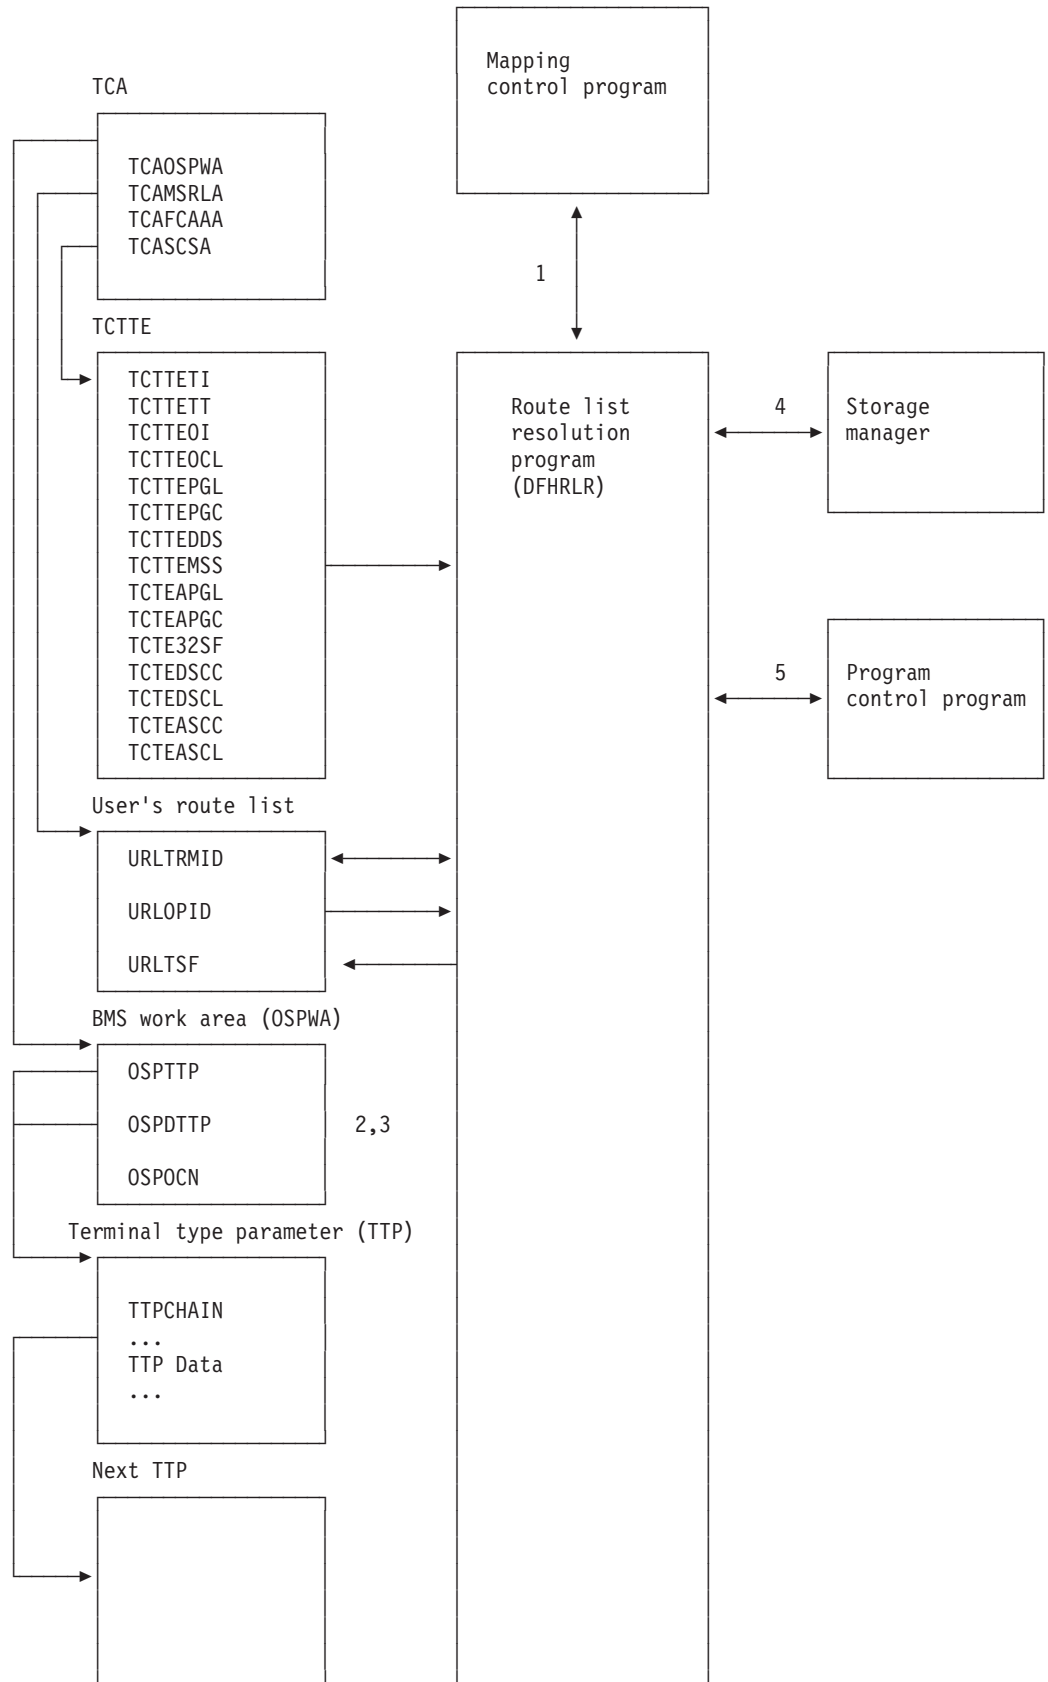 Mapping
control program
TCA
TCAOSPWA
TCAMSRLA
TCAFCAAA
TCASCSA
1
TCTTE
TCTTETI
TCTTETT
TCTTEOI
TCTTEOCL
TCTTEPGL
TCTTEPGC
TCTTEDDS
TCTTEMSS
TCTEAPGL
TCTEAPGC
TCTE32SF
TCTEDSCC
TCTEDSCL
TCTEASCC
TCTEASCL
Route list
resolution
program
(DFHRLR)
4
Storage
manager
5
Program
control program
User's route list
URLTRMID
URLOPID
URLTSF
BMS work area (OSPWA)
OSPTTP
OSPDTTP
2,3
OSPOCN
Terminal type parameter (TTP)
TTPCHAIN
...
TTP Data
...
Next TTP